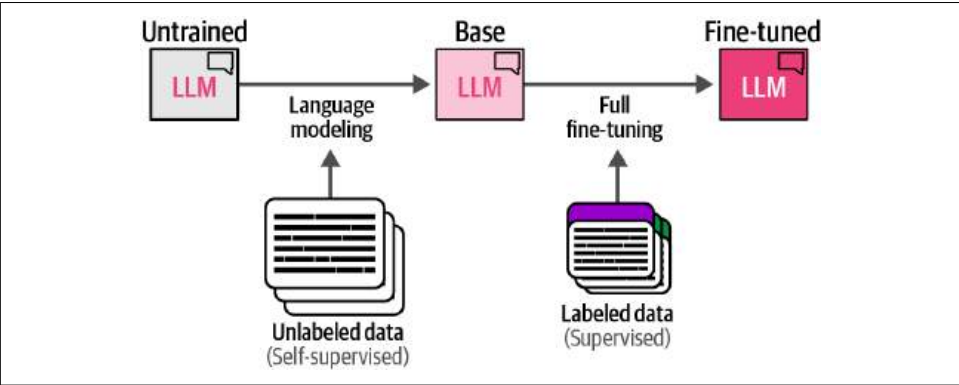 Untrained
Base
Fine-tuned
LLM
LLM
LLM
Language
modeling
Full
fine-tuning
Unlabeled data
(Self-supervised)
Labeled data
(Supervised)